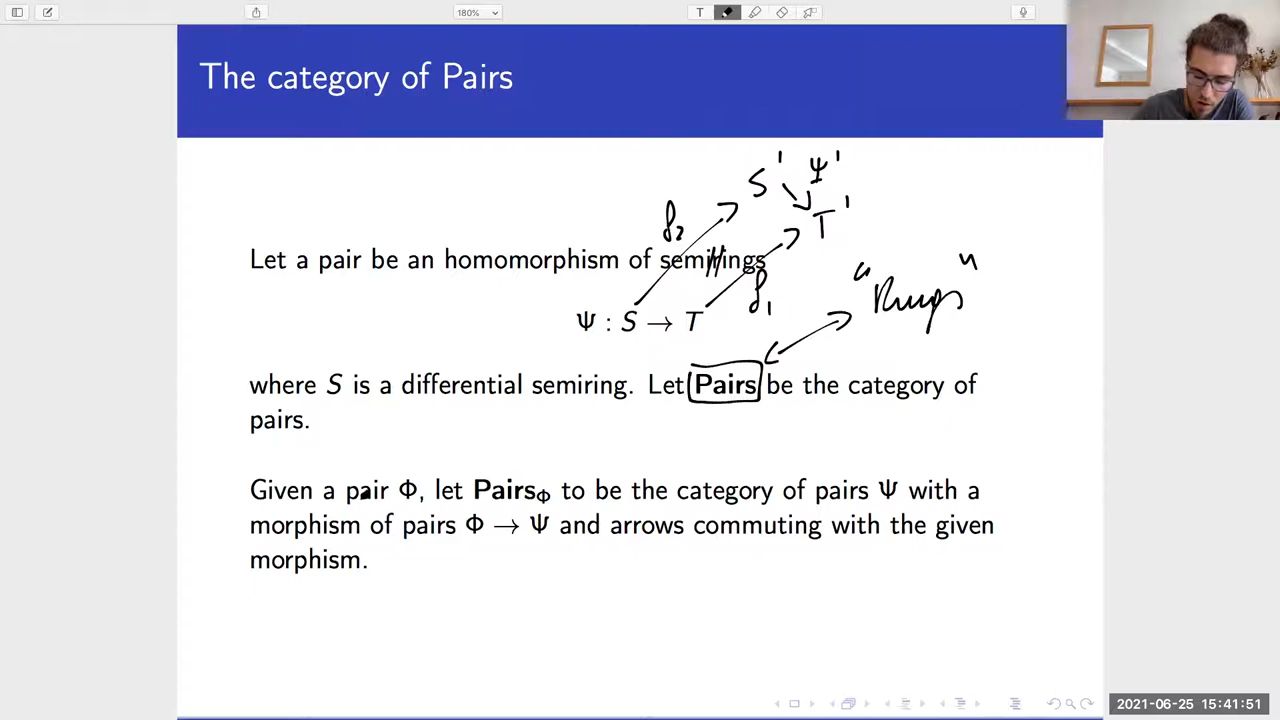 180%
T
The category of Pairs
S' Ψ'
f₂ T'
Let a pair be an homomorphism of semirings
f₁ "Rings"
Ψ : S → T
where S is a differential semiring. Let Pairs be the category of
pairs.
Given a pair Φ, let Pairs_Φ to be the category of pairs Ψ with a
morphism of pairs Φ → Ψ and arrows commuting with the given
morphism.
2021-06-25 15:41:51